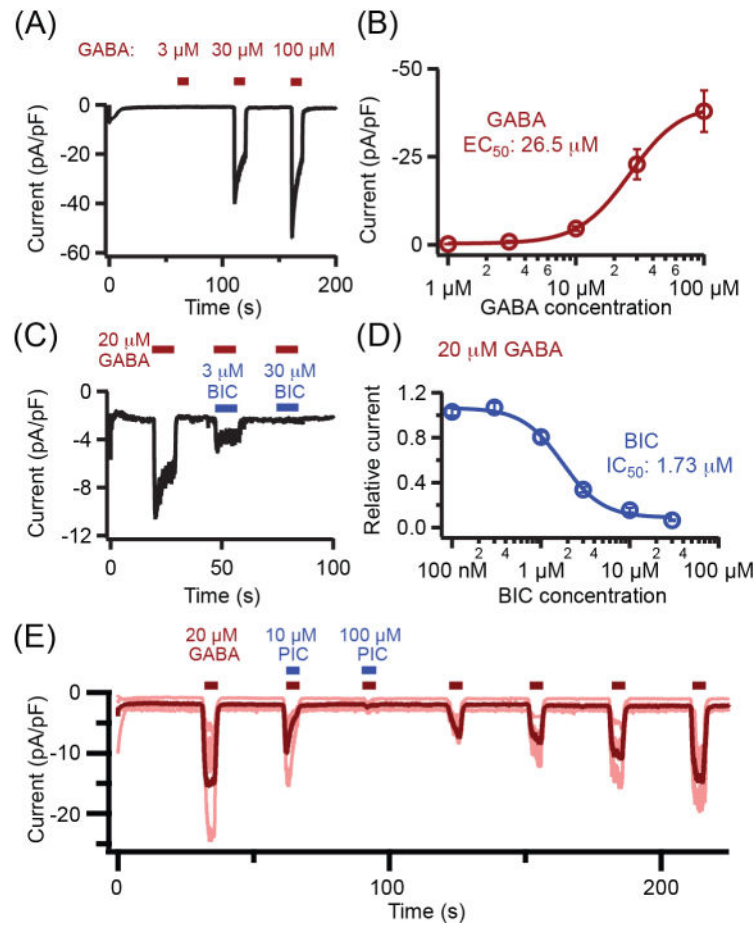 (A)
GABA: 3 μM 30 μM 100 μM
0
-20
-40
-60
Current (pA/pF)
0 100 200
Time (s)
(B)
-50
-25
0
Current (pA/pF)
GABA
EC50: 26.5 μM
2 4 6 2 4 6
1 μM 10 μM 100 μM
GABA concentration
(C)
20 μM
GABA
3 μM
BIC
30 μM
BIC
0
-4
-8
-12
Current (pA/pF)
0 50 100
Time (s)
(D)
20 μM GABA
1.2
0.8
0.4
0.0
Relative current
BIC
IC50: 1.73 μM
2 4 2 4 2 4
100 nM 1 μM 10 μM 100 μM
BIC concentration
(E)
20 μM
GABA
10 μM
PIC
100 μM
PIC
0
-10
-20
Current (pA/pF)
0 100 200
Time (s)